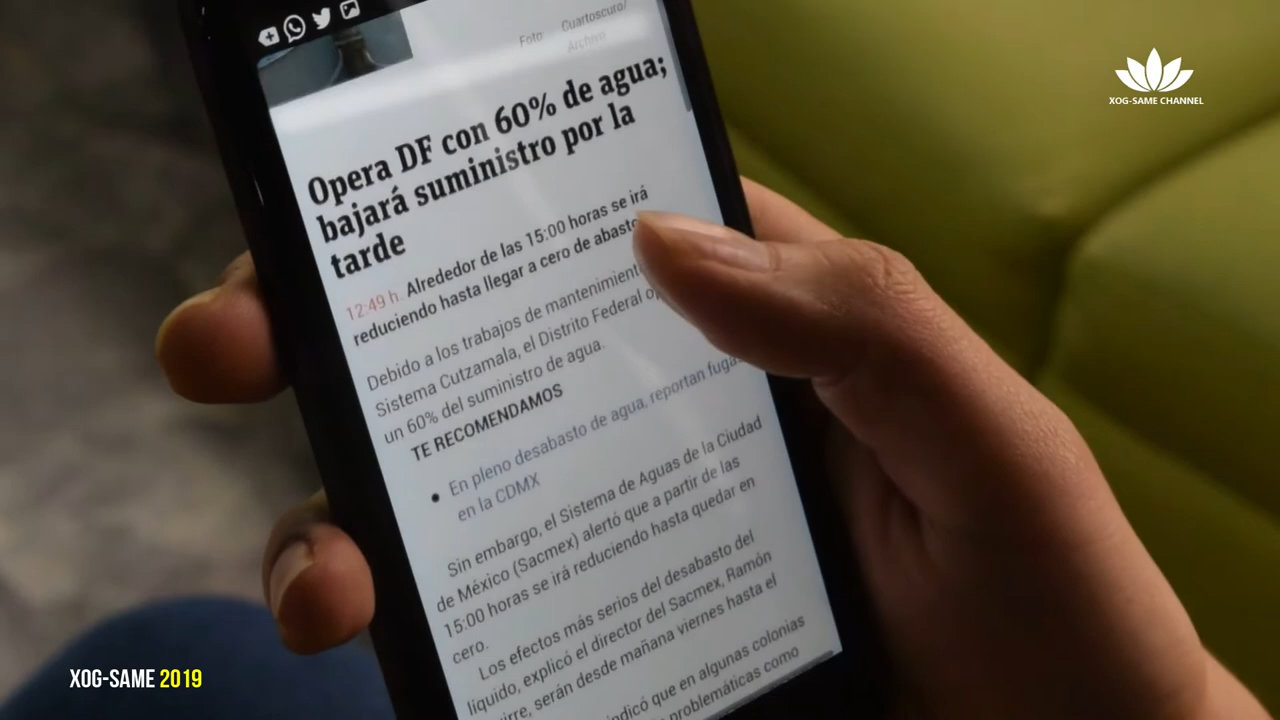 Foto Cuartoscuro/
Archivo
XOG-SAME CHANNEL
Opera DF con 60% de agua;
bajará suministro por la
tarde
12:49 h. Alrededor de las 15:00 horas se irá
reduciendo hasta llegar a cero de abasto
Debido a los trabajos de mantenimient
Sistema Cutzamala, el Distrito Federal o
un 60% del suministro de agua.
TE RECOMENDAMOS
• En pleno desabasto de agua, reportan fuga
en la CDMX
Sin embargo, el Sistema de Aguas de la Ciudad
de México (Sacmex) alertó que a partir de las
15:00 horas se irá reduciendo hasta quedar en
cero.
Los efectos más serios del desabasto del
líquido, explicó el director del Sacmex, Ramón
irre, serán desde mañana viernes hasta el
ndicó que en algunas colonias
problemáticas como
XOG-SAME 2019